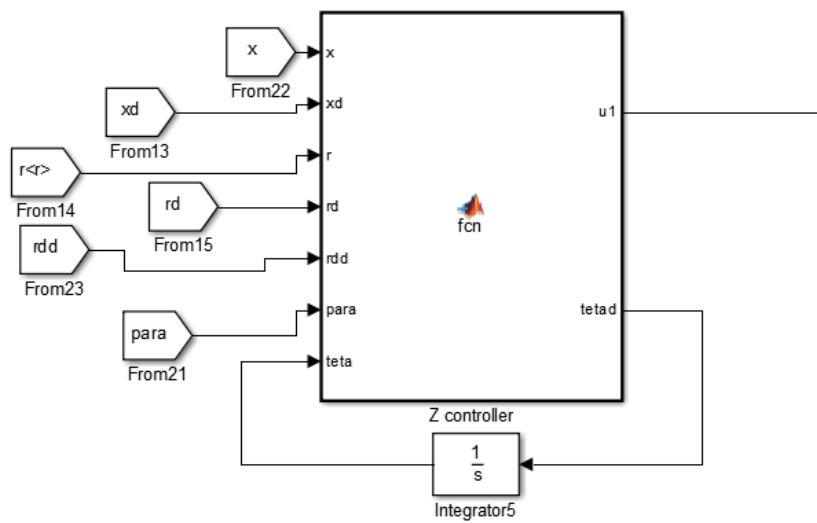 x
From22
x
xd
From13
xd
u1
r<r>
From14
r
rd
From15
rd
fcn
rdd
From23
rdd
para
From21
para
tetad
teta
Z controller
1
s
Integrator5